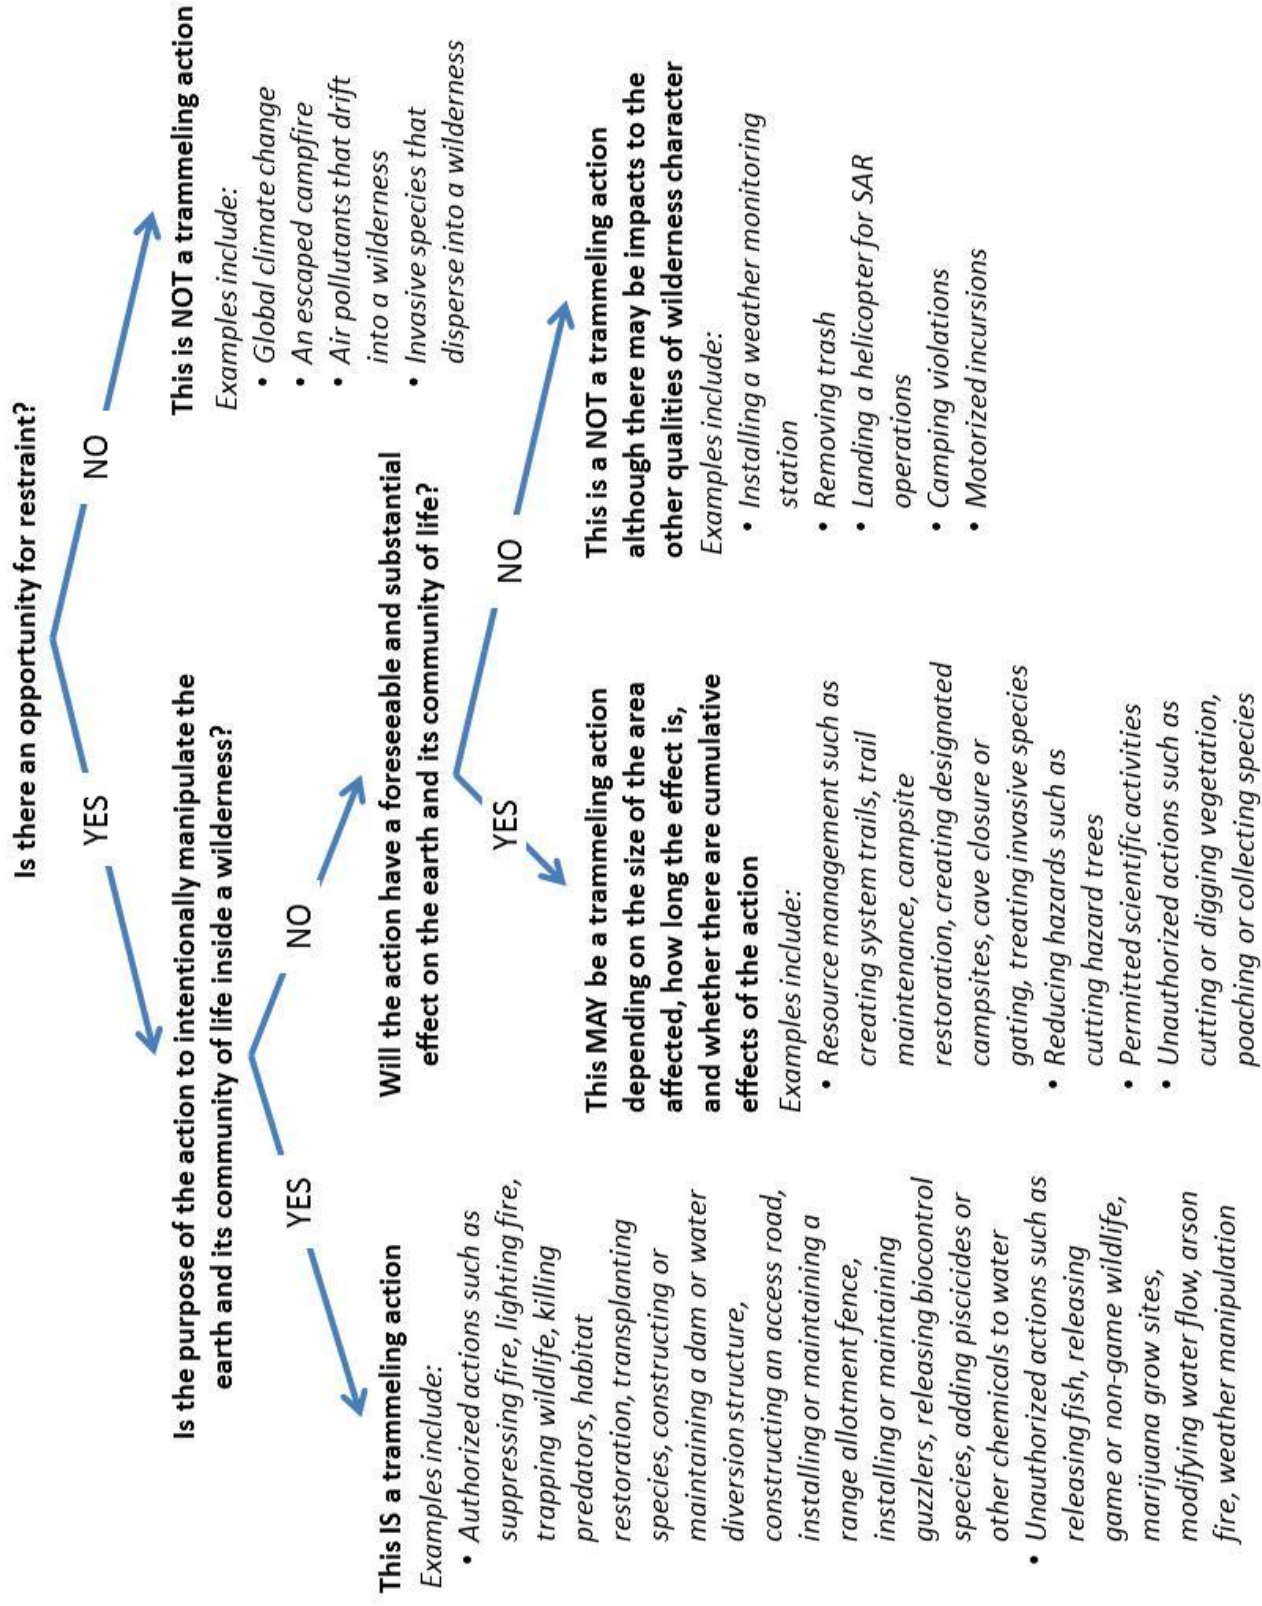 Is there an opportunity for restraint?
YES
NO
Is the purpose of the action to intentionally manipulate the
earth and its community of life inside a wilderness?
This is NOT a trammeling action
Examples include:
• Global climate change
• An escaped campfire
• Air pollutants that drift
into a wilderness
• Invasive species that
disperse into a wilderness
YES
NO
This IS a trammeling action
Examples include:
• Authorized actions such as
suppressing fire, lighting fire,
trapping wildlife, killing
predators, habitat
restoration, transplanting
species, constructing or
maintaining a dam or water
diversion structure,
constructing an access road,
installing or maintaining a
range allotment fence,
installing or maintaining
guzzlers, releasing biocontrol
species, adding piscicides or
other chemicals to water
• Unauthorized actions such as
releasing fish, releasing
game or non-game wildlife,
marijuana grow sites,
modifying water flow, arson
fire, weather manipulation
Will the action have a foreseeable and substantial
effect on the earth and its community of life?
YES
NO
This MAY be a trammeling action
depending on the size of the area
affected, how long the effect is,
and whether there are cumulative
effects of the action
Examples include:
• Resource management such as
creating system trails, trail
maintenance, campsite
restoration, creating designated
campsites, cave closure or
gating, treating invasive species
• Reducing hazards such as
cutting hazard trees
• Permitted scientific activities
• Unauthorized actions such as
cutting or digging vegetation,
poaching or collecting species
This is a NOT a trammeling action
although there may be impacts to the
other qualities of wilderness character
Examples include:
• Installing a weather monitoring
station
• Removing trash
• Landing a helicopter for SAR
operations
• Camping violations
• Motorized incursions